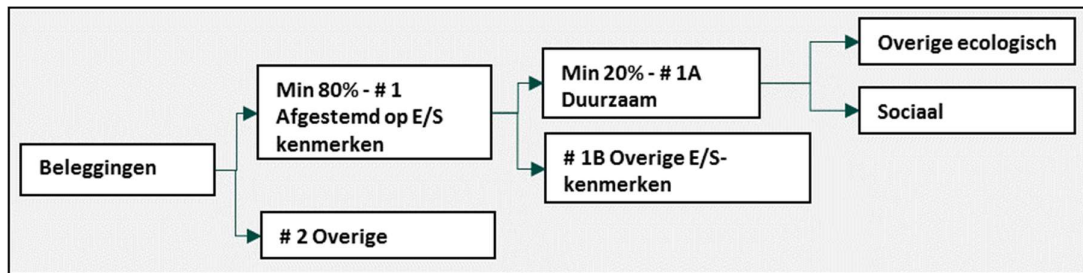 Beleggingen
Min 80% - # 1
Afgestemd op E/S
kenmerken
# 2 Overige
Min 20% - # 1A
Duurzaam
# 1B Overige E/S-
kenmerken
Overige ecologisch
Sociaal